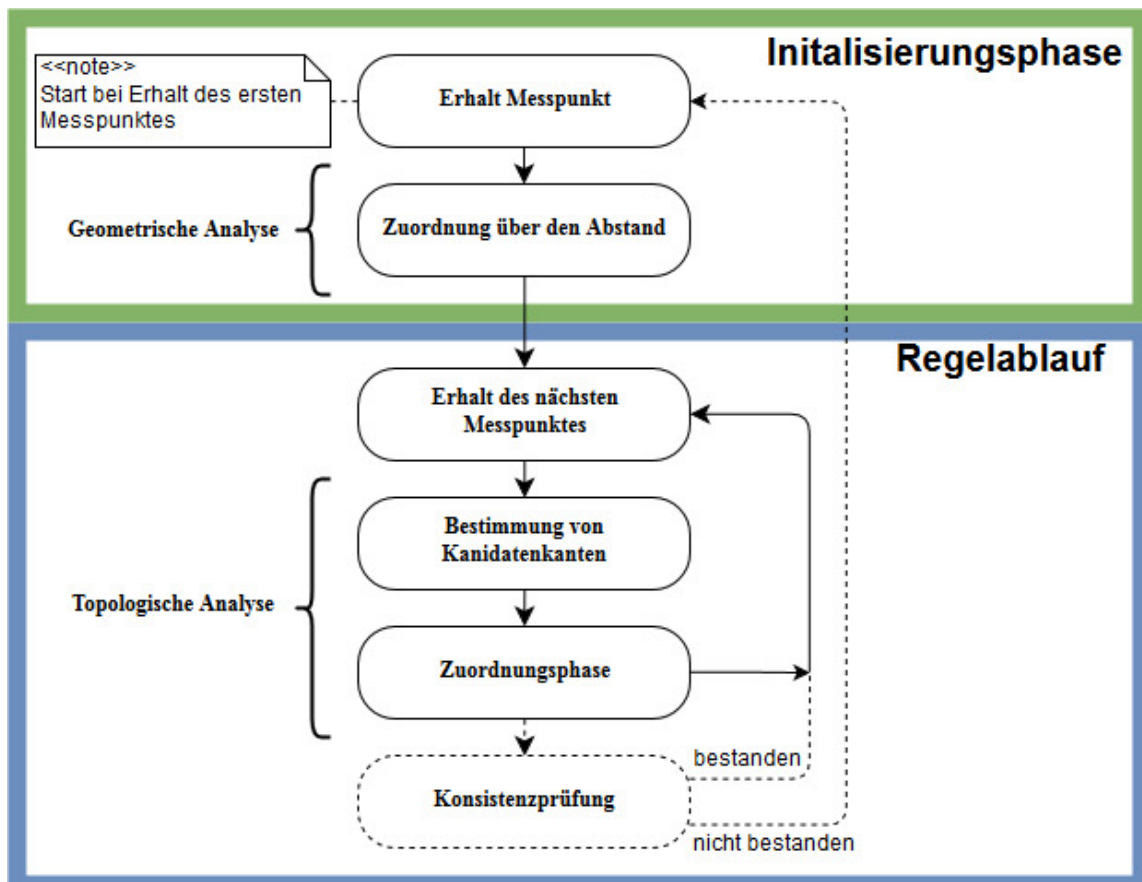 Initalisierungsphase
<<note>>
Start bei Erhalt des ersten
Messpunktes
Erhalt Messpunkt
Geometrische Analyse
Zuordnung über den Abstand
Regelablauf
Erhalt des nächsten
Messpunktes
Bestimmung von
Kanidatenkanten
Topologische Analyse
Zuordnungsphase
bestanden
Konsistenzprüfung
nicht bestanden